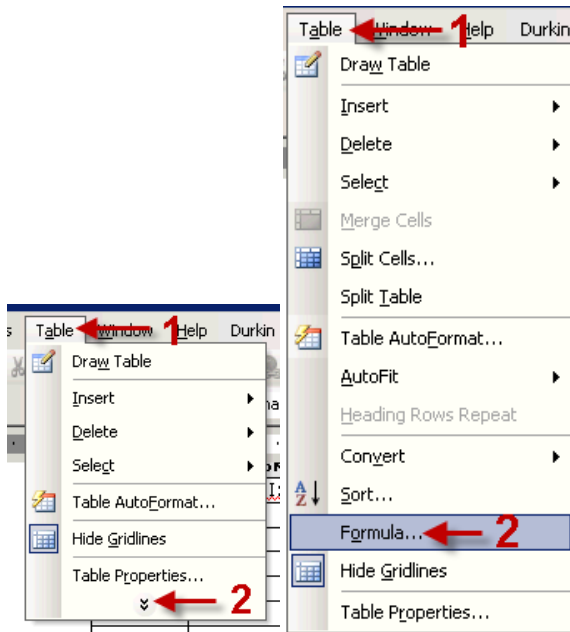 Table Window Help Durkin
1
Draw Table
Insert
Delete
Select
Table AutoFormat...
Hide Gridlines
Table Properties...
2
Table Window Help Durkin
1
Draw Table
Insert
Delete
Select
Merge Cells
Split Cells...
Split Table
Table AutoFormat...
AutoFit
Heading Rows Repeat
Convert
Sort...
Formula...
2
Hide Gridlines
Table Properties...